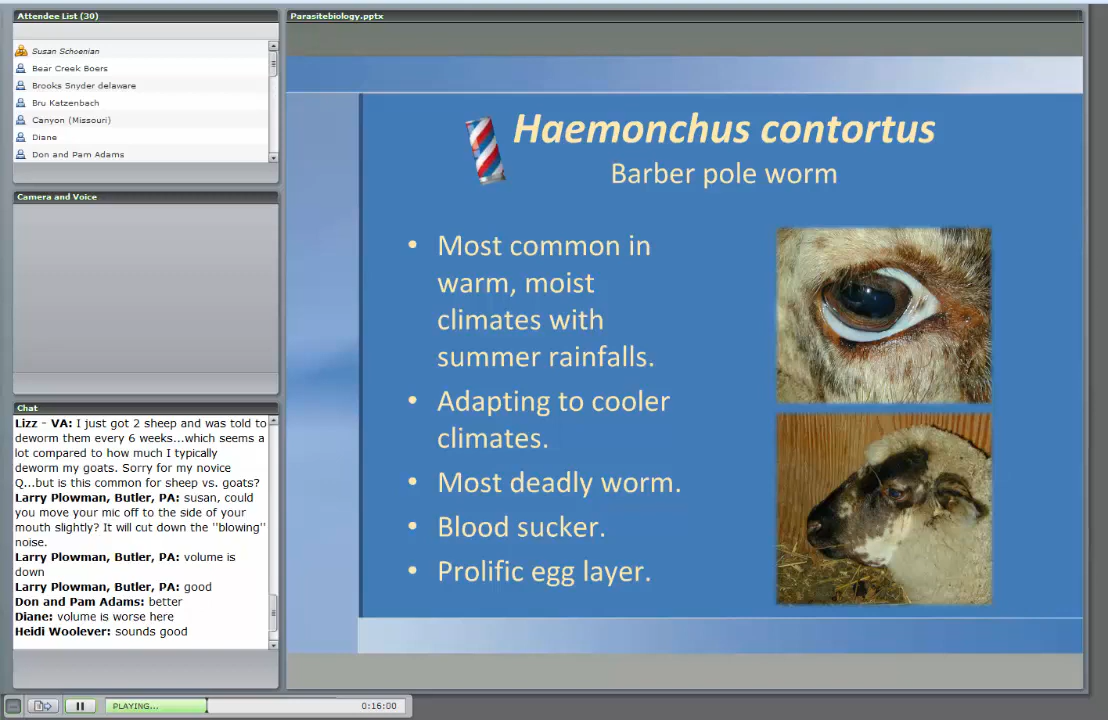 Attendee List (30)
Susan Schoenian
Bear Creek Boers
Brooks Snyder delaware
Bru Katzenbach
Canyon (Missouri)
Diane
Don and Pam Adams
Camera and Voice
Chat
Lizz - VA: I just got 2 sheep and was told to
deworm them every 6 weeks...which seems a
lot compared to how much I typically
deworm my goats. Sorry for my novice
Q...but is this common for sheep vs. goats?
Larry Plowman, Butler, PA: susan, could
you move your mic off to the side of your
mouth slightly? It will cut down the "blowing"
noise.
Larry Plowman, Butler, PA: volume is
down
Larry Plowman, Butler, PA: good
Don and Pam Adams: better
Diane: volume is worse here
Heidi Woolever: sounds good
PLAYING...
0:16:00
Parasitebiology.pptx
Haemonchus contortus
Barber pole worm
• Most common in
warm, moist
climates with
summer rainfalls.
• Adapting to cooler
climates.
• Most deadly worm.
• Blood sucker.
• Prolific egg layer.